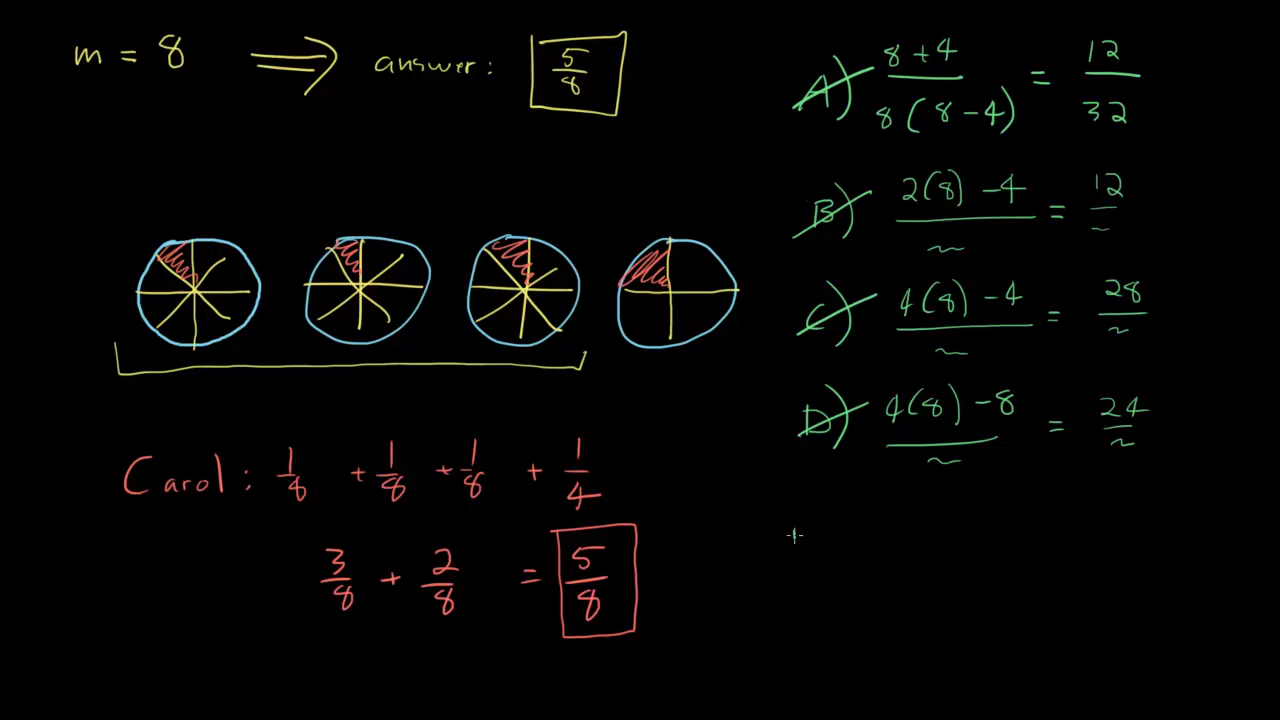 m = 8 ⟹ answer: 5/8
Carol: 1/8 + 1/8 + 1/8 + 1/4
3/8 + 2/8 = 5/8
A) (8 + 4)/(8(8 - 4)) = 12/32
B) (2(8) - 4)/~ = 12/~
C) (4(8) - 4)/~ = 28/~
D) (4(8) - 8)/~ = 24/~